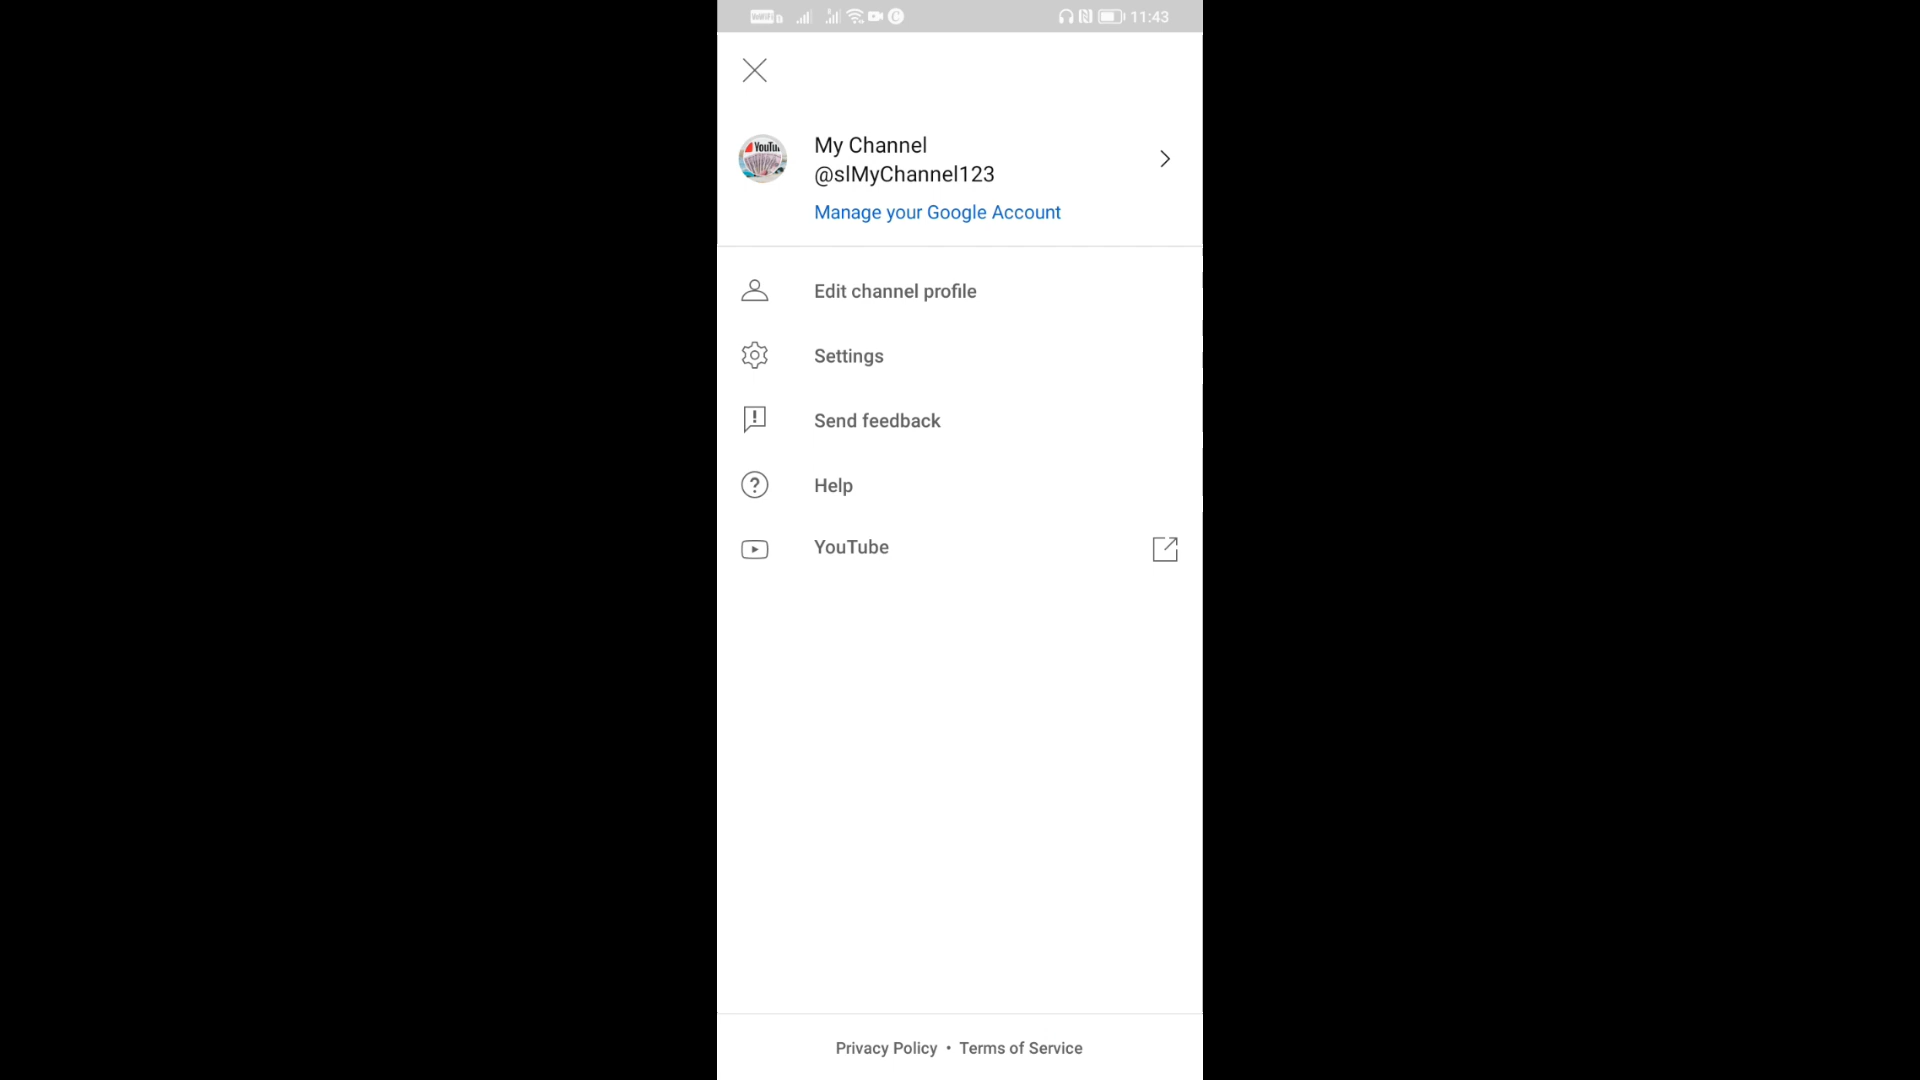 11:43
YouTu
My Channel
@slMyChannel123
Manage your Google Account
Edit channel profile
Settings
Send feedback
Help
YouTube
Privacy Policy • Terms of Service